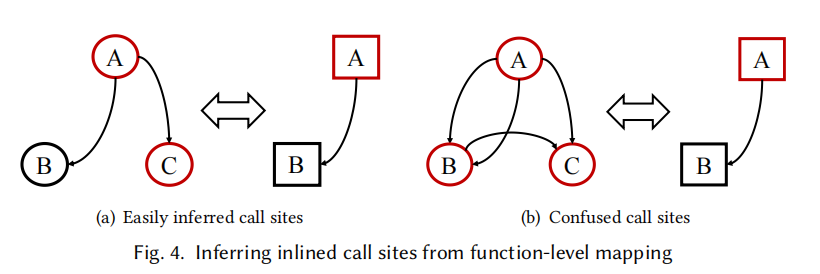 A
A
A
A
B
C
B
B
C
B
(a) Easily inferred call sites
(b) Confused call sites
Fig. 4. Inferring inlined call sites from function-level mapping